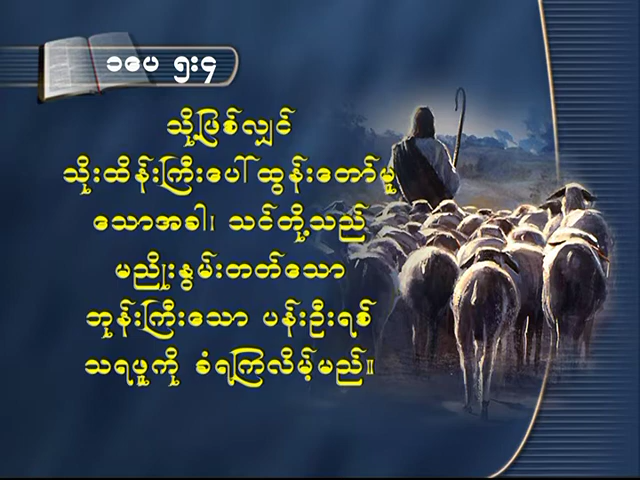 ၁ပေ ၅း၄
သို့ဖြစ်လျှင်
သိုးထိန်းကြီးပေါ်ထွန်းတော်မူ
သောအခါ၊ သင်တို့သည်
မညှိုးနွမ်းတတ်သော
ဘုန်းကြီးသော ပန်းဦးရစ်
သရဖူကို ခံရကြလိမ့်မည်။